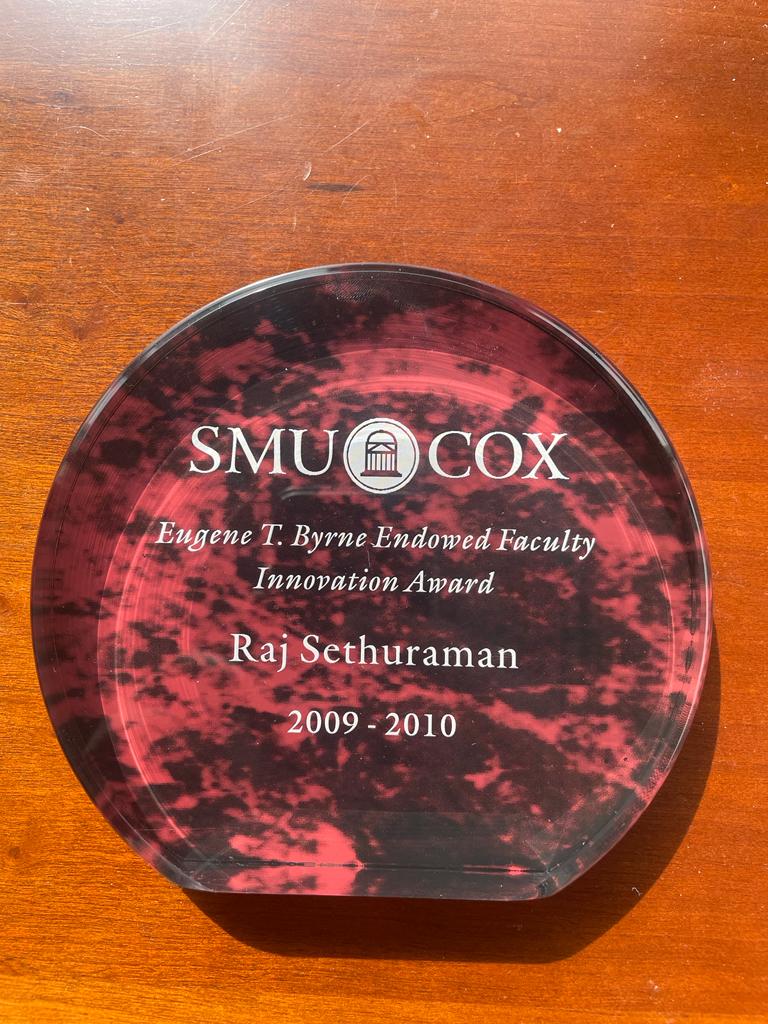 SMU COX
Eugene T. Byrne Endowed Faculty
Innovation Award
Raj Sethuraman
2009 - 2010